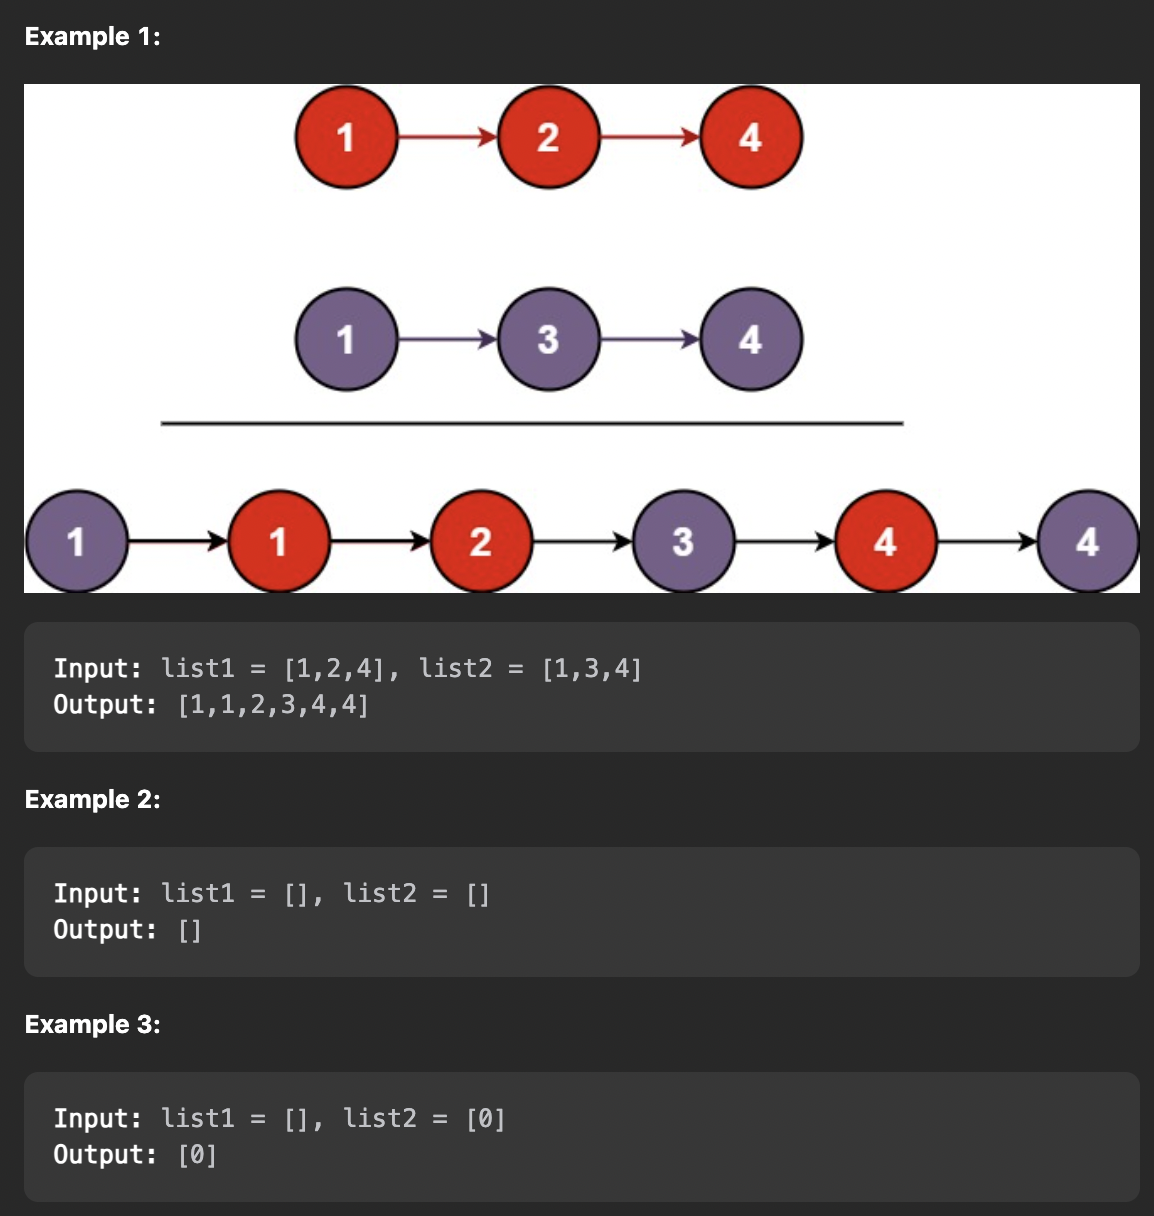 Example 1:
1 2 4
1 3 4
1 1 2 3 4 4
Input: list1 = [1,2,4], list2 = [1,3,4]
Output: [1,1,2,3,4,4]
Example 2:
Input: list1 = [], list2 = []
Output: []
Example 3:
Input: list1 = [], list2 = [0]
Output: [0]